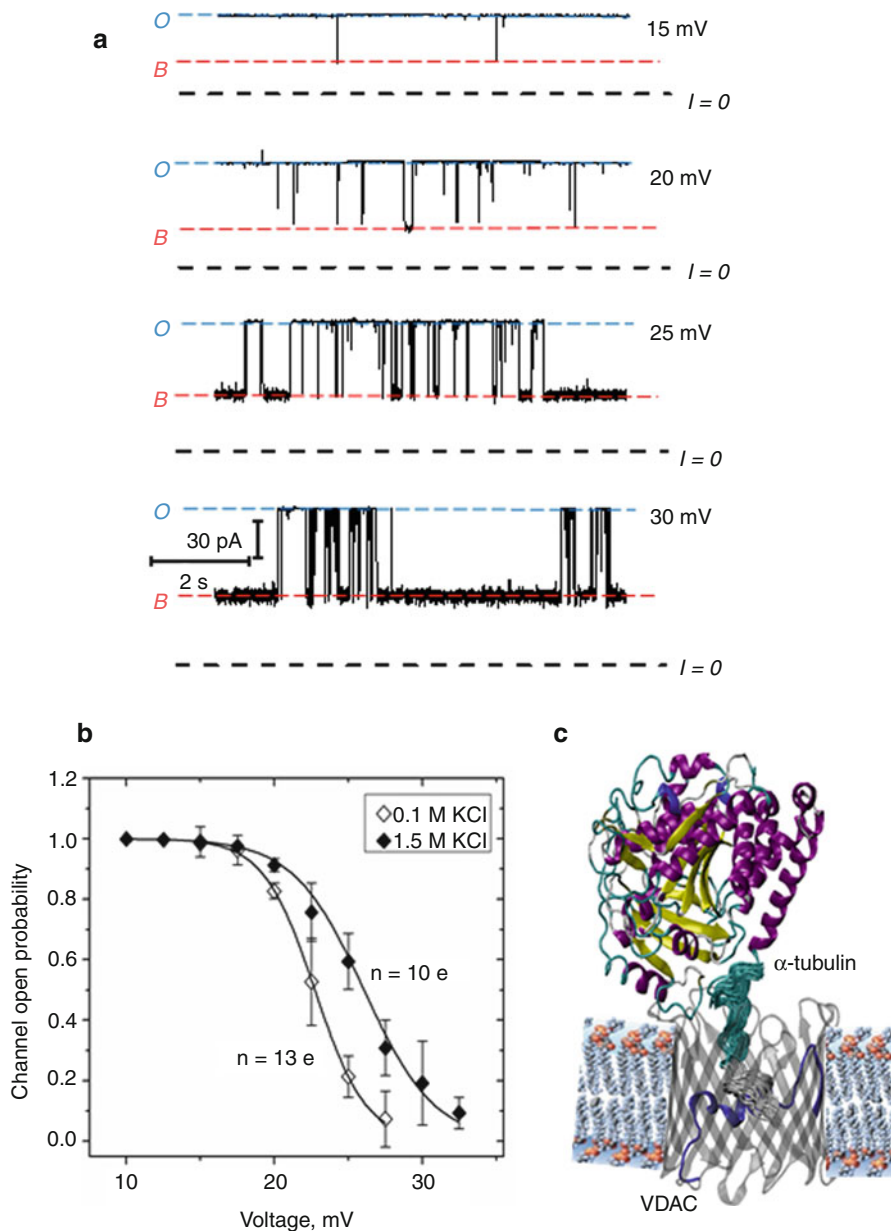 a
O
15 mV
B
I = 0
O
20 mV
B
I = 0
O
25 mV
B
I = 0
O
30 mV
30 pA
2 s
B
I = 0
b
Channel open probability
1.2
1.0
0.8
0.6
0.4
0.2
0.0
0.1 M KCl
1.5 M KCl
n = 10 e
n = 13 e
10
20
30
Voltage, mV
c
α-tubulin
VDAC